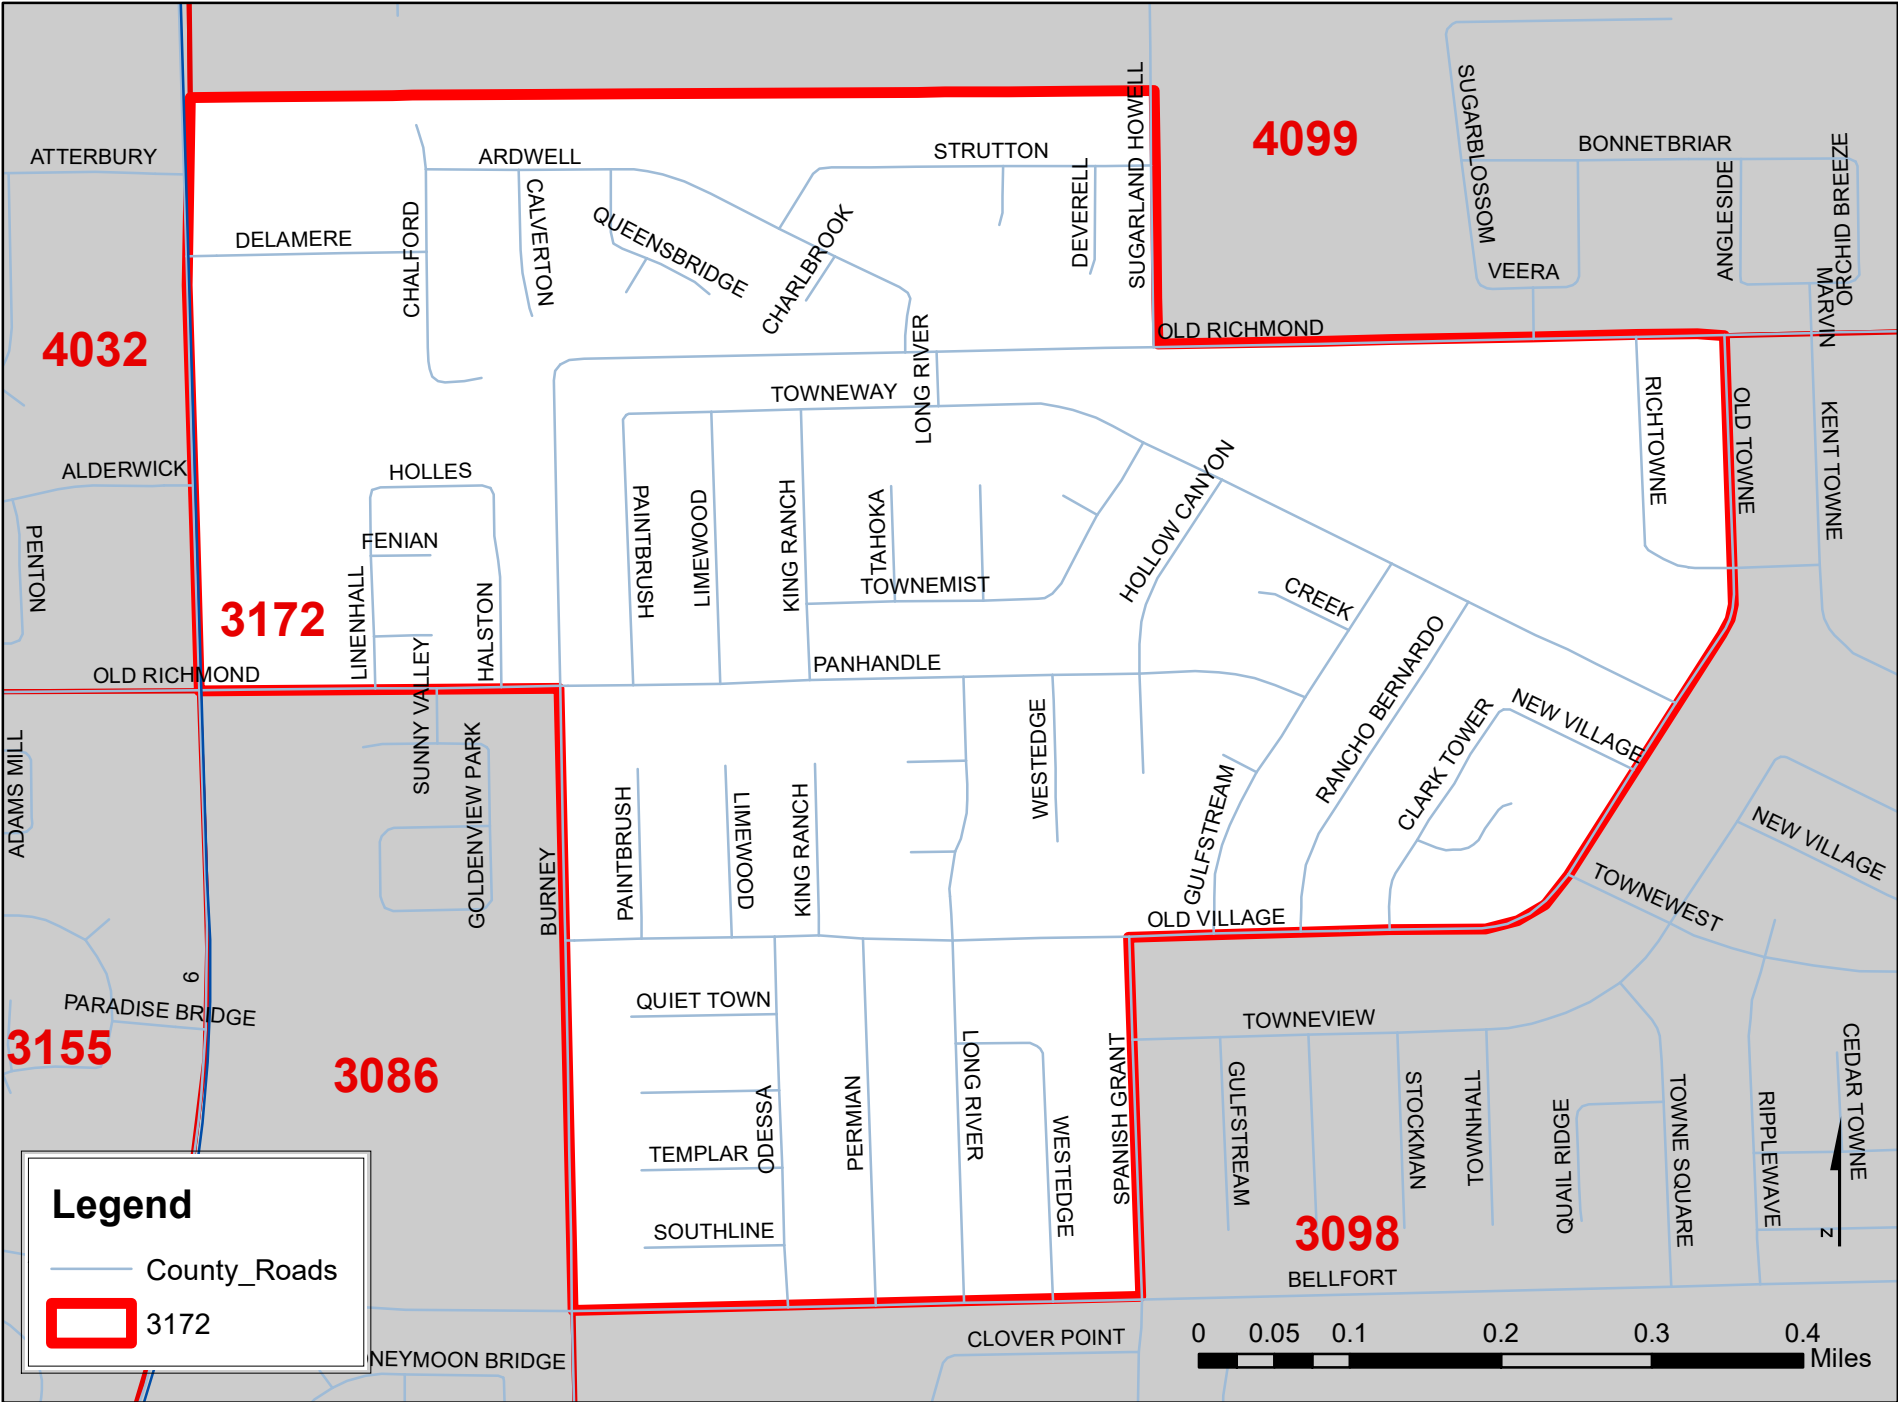 SUGARLAND HOWELL
4099
SUGARBLOSSOM
BONNETBRIAR
ORCHID BREEZE
ATTERBURY
ARDWELL
STRUTTON
DEVERELL
ANGLESIDE
CHALFORD
CALVERTON
QUEENSBRIDGE
CHARLBROOK
DELAMERE
VEERA
MARVIN
4032
OLD RICHMOND
LONG RIVER
TOWNEWAY
RICHTOWNE
OLD TOWNE
KENT TOWNE
ALDERWICK
HOLLES
PAINTBRUSH
LIMEWOOD
KING RANCH
TAHOKA
HOLLOW CANYON
PENTON
FENIAN
LINENHALL
HALSTON
TOWNEMIST
CREEK
3172
OLD RICHMOND
SUNNY VALLEY
PANHANDLE
RANCHO BERNARDO
NEW VILLAGE
CLARK TOWER
ADAMS MILL
GOLDENVIEW PARK
WESTEDGE
GULFSTREAM
BURNEY
PAINTBRUSH
LIMEWOOD
KING RANCH
NEW VILLAGE
TOWNEWEST
OLD VILLAGE
6
PARADISE BRIDGE
QUIET TOWN
TOWNEVIEW
3155
3086
ODESSA
PERMIAN
LONG RIVER
WESTEDGE
SPANISH GRANT
GULFSTREAM
STOCKMAN
TOWNHALL
QUAIL RIDGE
TOWNE SQUARE
RIPPLEWAVE
CEDAR TOWNE
TEMPLAR
SOUTHLINE
3098
z
BELLFORT
CLOVER POINT
NEYMOON BRIDGE
Legend
County_Roads
3172
0 0.05 0.1 0.2 0.3 0.4
Miles